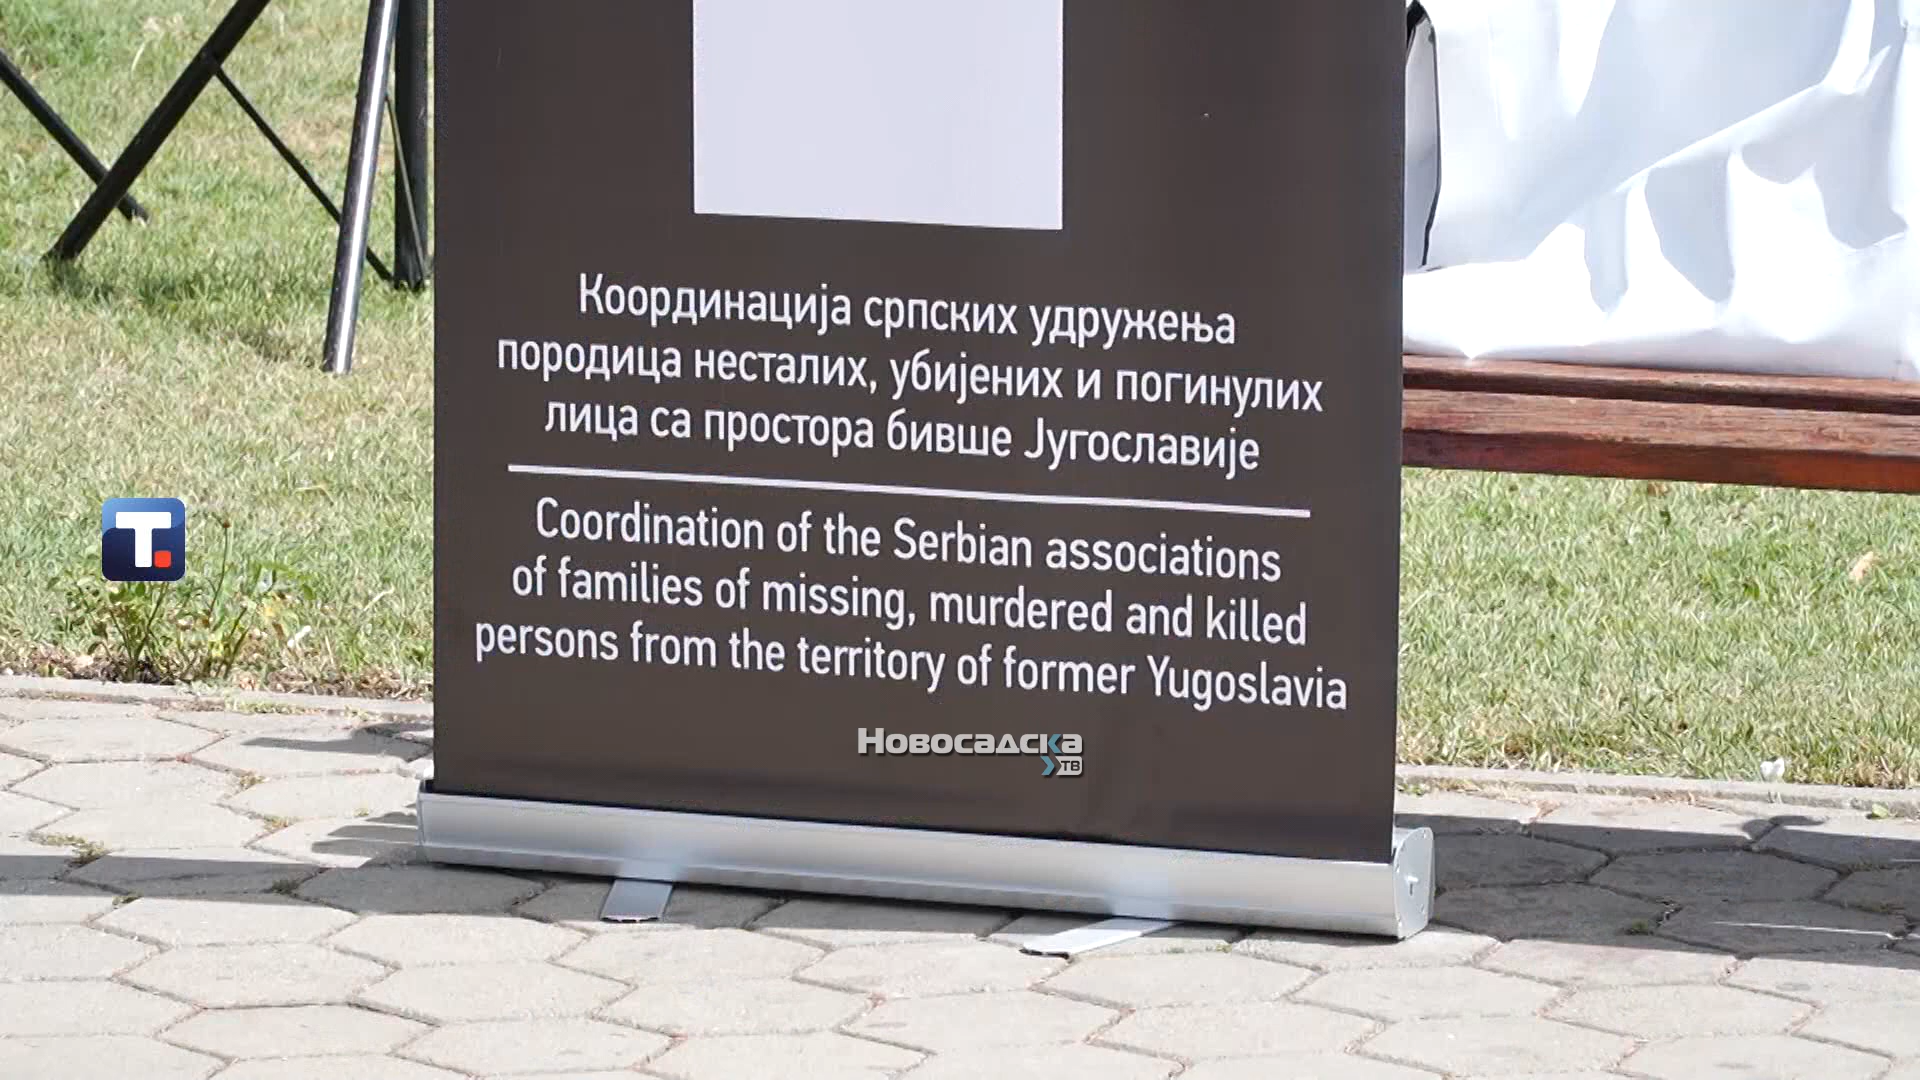 Координација српских удружења
породица несталих, убијених и погинулих
лица са простора бивше Југославије
Coordination of the Serbian associations
of families of missing, murdered and killed
persons from the territory of former Yugoslavia
T.
НОВОСАДСКА
ТВ